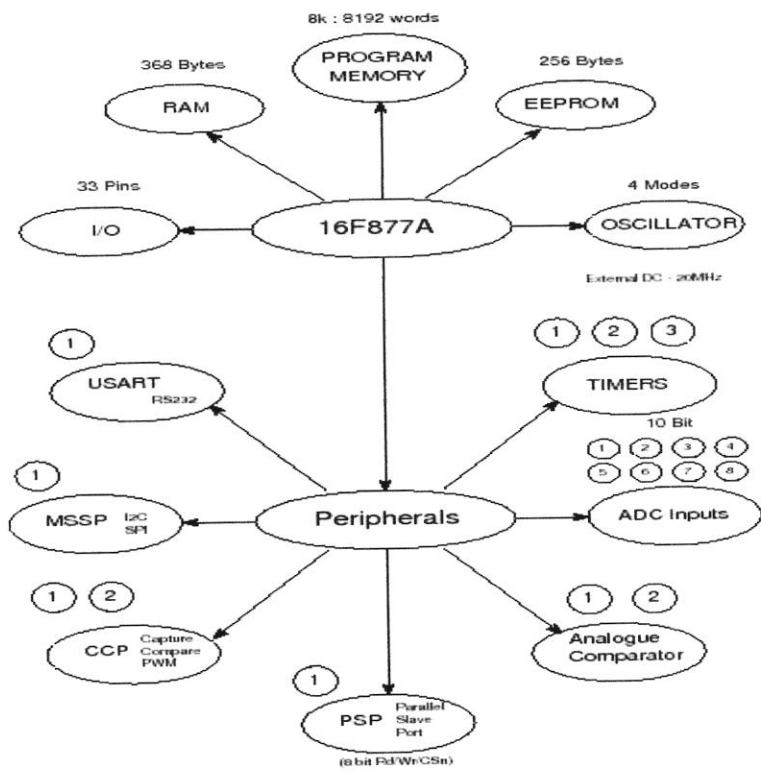 8k : 8192 words
PROGRAM
MEMORY
368 Bytes
RAM
256 Bytes
EEPROM
33 Pins
I/O
16F877A
4 Modes
OSCILLATOR
External DC - 20MHz
1
USART
RS232
1 2 3
TIMERS
10 Bit
1 2 3 4
5 6 7 8
ADC Inputs
1
MSSP I2C
SPI
Peripherals
1 2
CCP Capture
Compare
PWM
1 2
Analogue
Comparator
1
PSP Parallel
Slave
Port
(8 bit Rd/Wr/CSn)